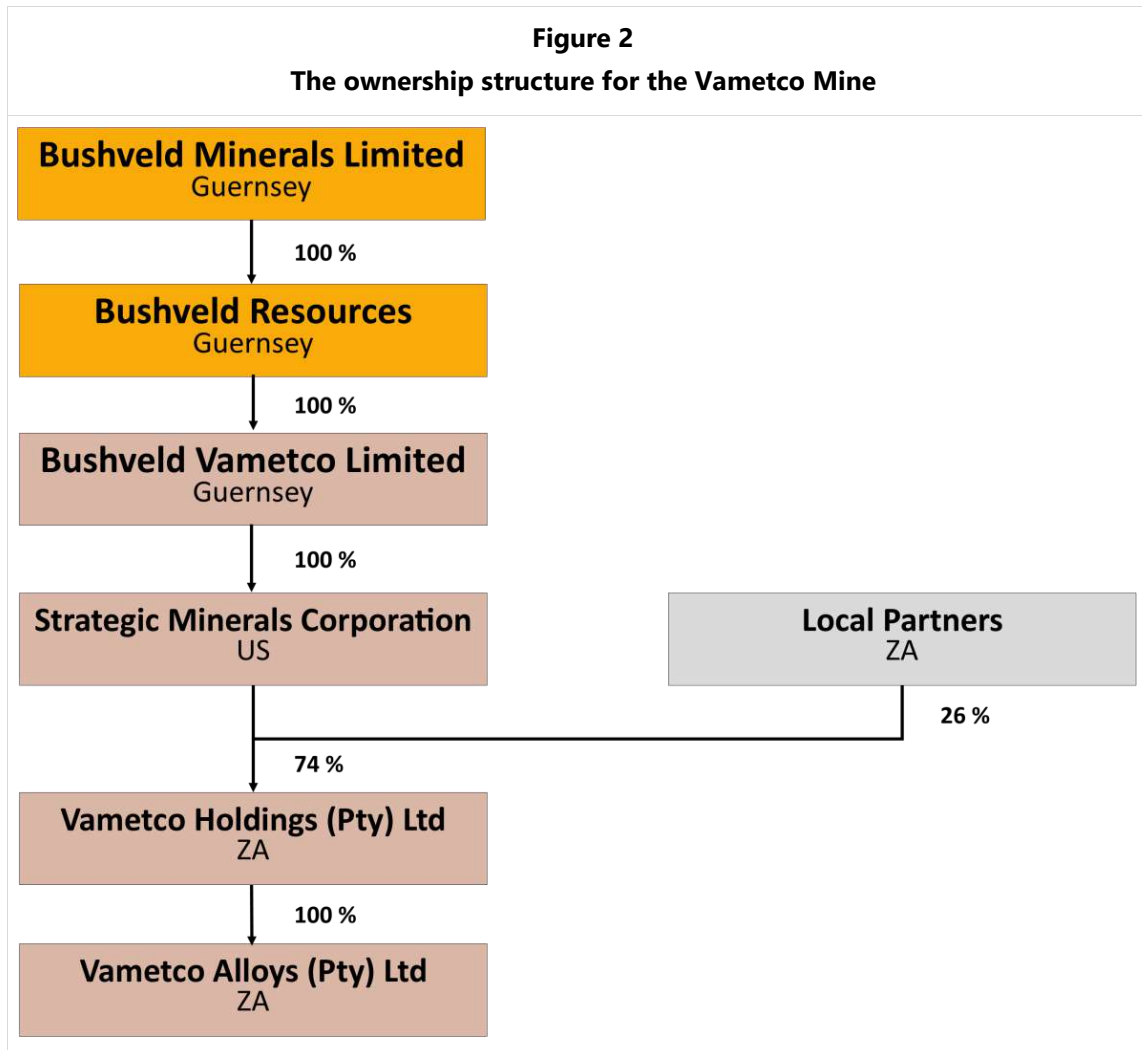 Figure 2
The ownership structure for the Vametco Mine
Bushveld Minerals Limited
Guernsey
100 %
Bushveld Resources
Guernsey
100 %
Bushveld Vametco Limited
Guernsey
100 %
Strategic Minerals Corporation
US
Local Partners
ZA
26 %
74 %
Vametco Holdings (Pty) Ltd
ZA
100 %
Vametco Alloys (Pty) Ltd
ZA